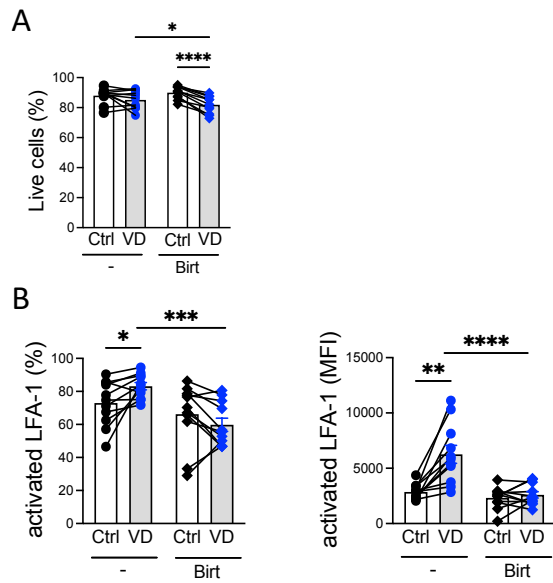 A
*
****
Live cells (%)
100
80
60
40
20
0
Ctrl VD Ctrl VD
- Birt
B
*
***
activated LFA-1 (%)
100
80
60
40
20
0
Ctrl VD Ctrl VD
- Birt
**
****
activated LFA-1 (MFI)
15000
10000
5000
0
Ctrl VD Ctrl VD
- Birt